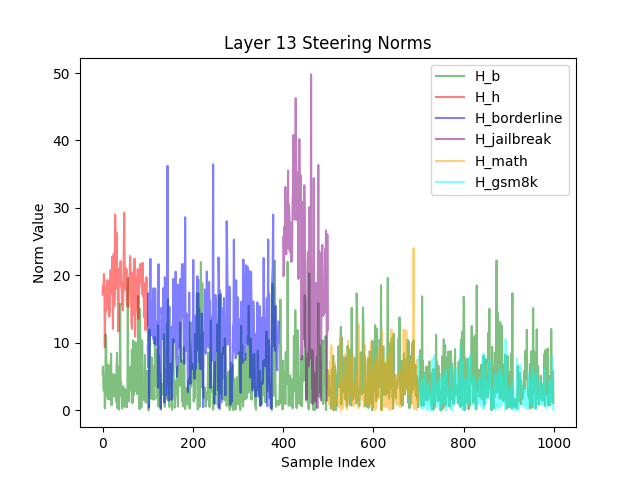 Layer 13 Steering Norms
50
40
30
20
10
0
Norm Value
H_b
H_h
H_borderline
H_jailbreak
H_math
H_gsm8k
0
200
400
600
800
1000
Sample Index